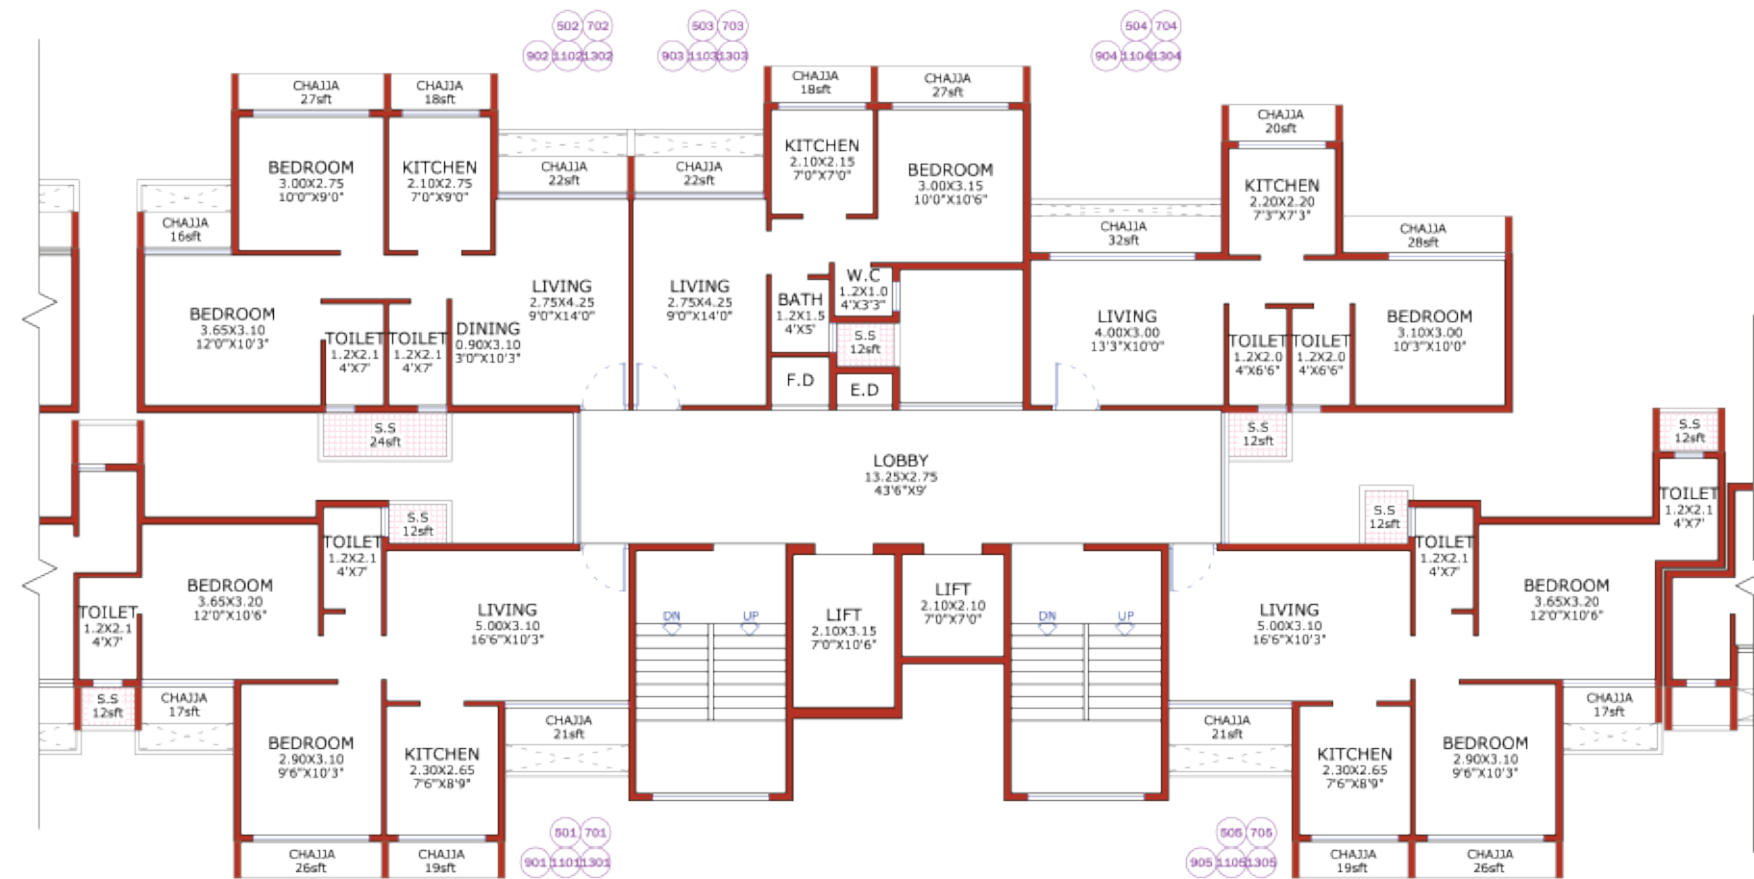 502 702
902 1102 1302
503 703
903 1103 1303
504 704
904 1104 1304
CHAJJA
27sft
CHAJJA
18sft
CHAJJA
18sft
CHAJJA
27sft
CHAJJA
20sft
BEDROOM
3.00X2.75
10'0"X9'0"
KITCHEN
2.10X2.75
7'0"X9'0"
CHAJJA
22sft
CHAJJA
22sft
KITCHEN
2.10X2.15
7'0"X7'0"
BEDROOM
3.00X3.15
10'0"X10'6"
KITCHEN
2.20X2.20
7'3"X7'3"
CHAJJA
16sft
CHAJJA
32sft
CHAJJA
28sft
BEDROOM
3.65X3.10
12'0"X10'3"
TOILET
1.2X2.1
4'X7'
TOILET
1.2X2.1
4'X7'
DINING
0.90X3.10
3'0"X10'3"
LIVING
2.75X4.25
9'0"X14'0"
LIVING
2.75X4.25
9'0"X14'0"
BATH
1.2X1.5
4'X5'
W.C
1.2X1.0
4'X3'3"
S.S
12sft
F.D
E.D
LIVING
4.00X3.00
13'3"X10'0"
TOILET
1.2X2.0
4'X6'6"
TOILET
1.2X2.0
4'X6'6"
BEDROOM
3.10X3.00
10'3"X10'0"
S.S
24sft
S.S
12sft
S.S
12sft
LOBBY
13.25X2.75
43'6"X9'
S.S
12sft
S.S
12sft
TOILET
1.2X2.1
4'X7'
TOILET
1.2X2.1
4'X7'
TOILET
1.2X2.1
4'X7'
BEDROOM
3.65X3.20
12'0"X10'6"
TOILET
1.2X2.1
4'X7'
LIVING
5.00X3.10
16'6"X10'3"
DN
UP
LIFT
2.10X3.15
7'0"X10'6"
LIFT
2.10X2.10
7'0"X7'0"
DN
UP
LIVING
5.00X3.10
16'6"X10'3"
BEDROOM
3.65X3.20
12'0"X10'6"
S.S
12sft
CHAJJA
17sft
CHAJJA
21sft
CHAJJA
21sft
CHAJJA
17sft
BEDROOM
2.90X3.10
9'6"X10'3"
KITCHEN
2.30X2.65
7'6"X8'9"
KITCHEN
2.30X2.65
7'6"X8'9"
BEDROOM
2.90X3.10
9'6"X10'3"
CHAJJA
26sft
CHAJJA
19sft
501 701
901 1101 1301
505 705
905 1105 1305
CHAJJA
19sft
CHAJJA
26sft